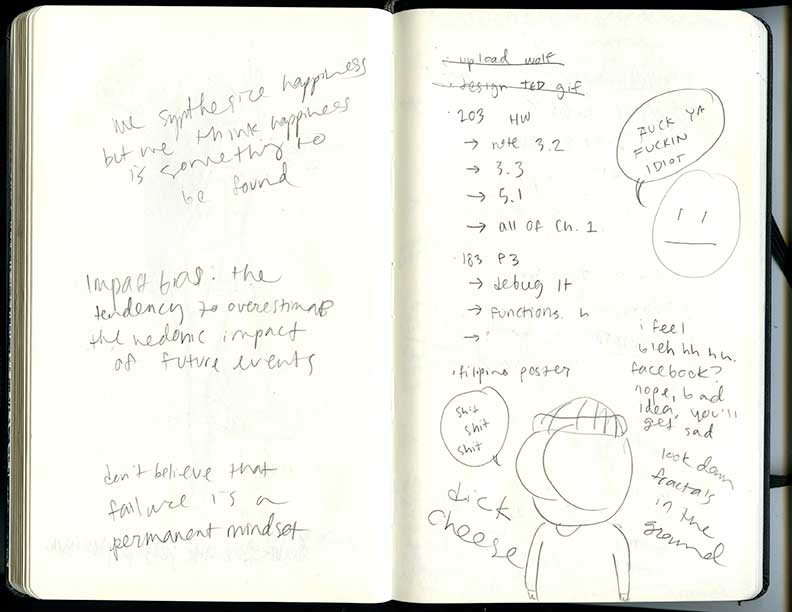 we synthesize happiness
but we think happiness
is something to
be found
Impact bias: the
tendency to overestimate
the hedonic impact
of future events
don't believe that
failure is a
permanent mindset
· upload wolf
· design TED gif
· 203 HW
→ note 3.2
→ 3.3
→ 5.1
→ all of Ch. 1
· 183 P3
→ debug it
→ functions. h
→
· filipino poster
FUCK YA
FUCKIN
IDIOT
i feel
bleh hh hh.
facebook?
nope, bad
idea, you'll
get sad
shit
shit
shit
dick
cheese
look down
fractals
in the
ground